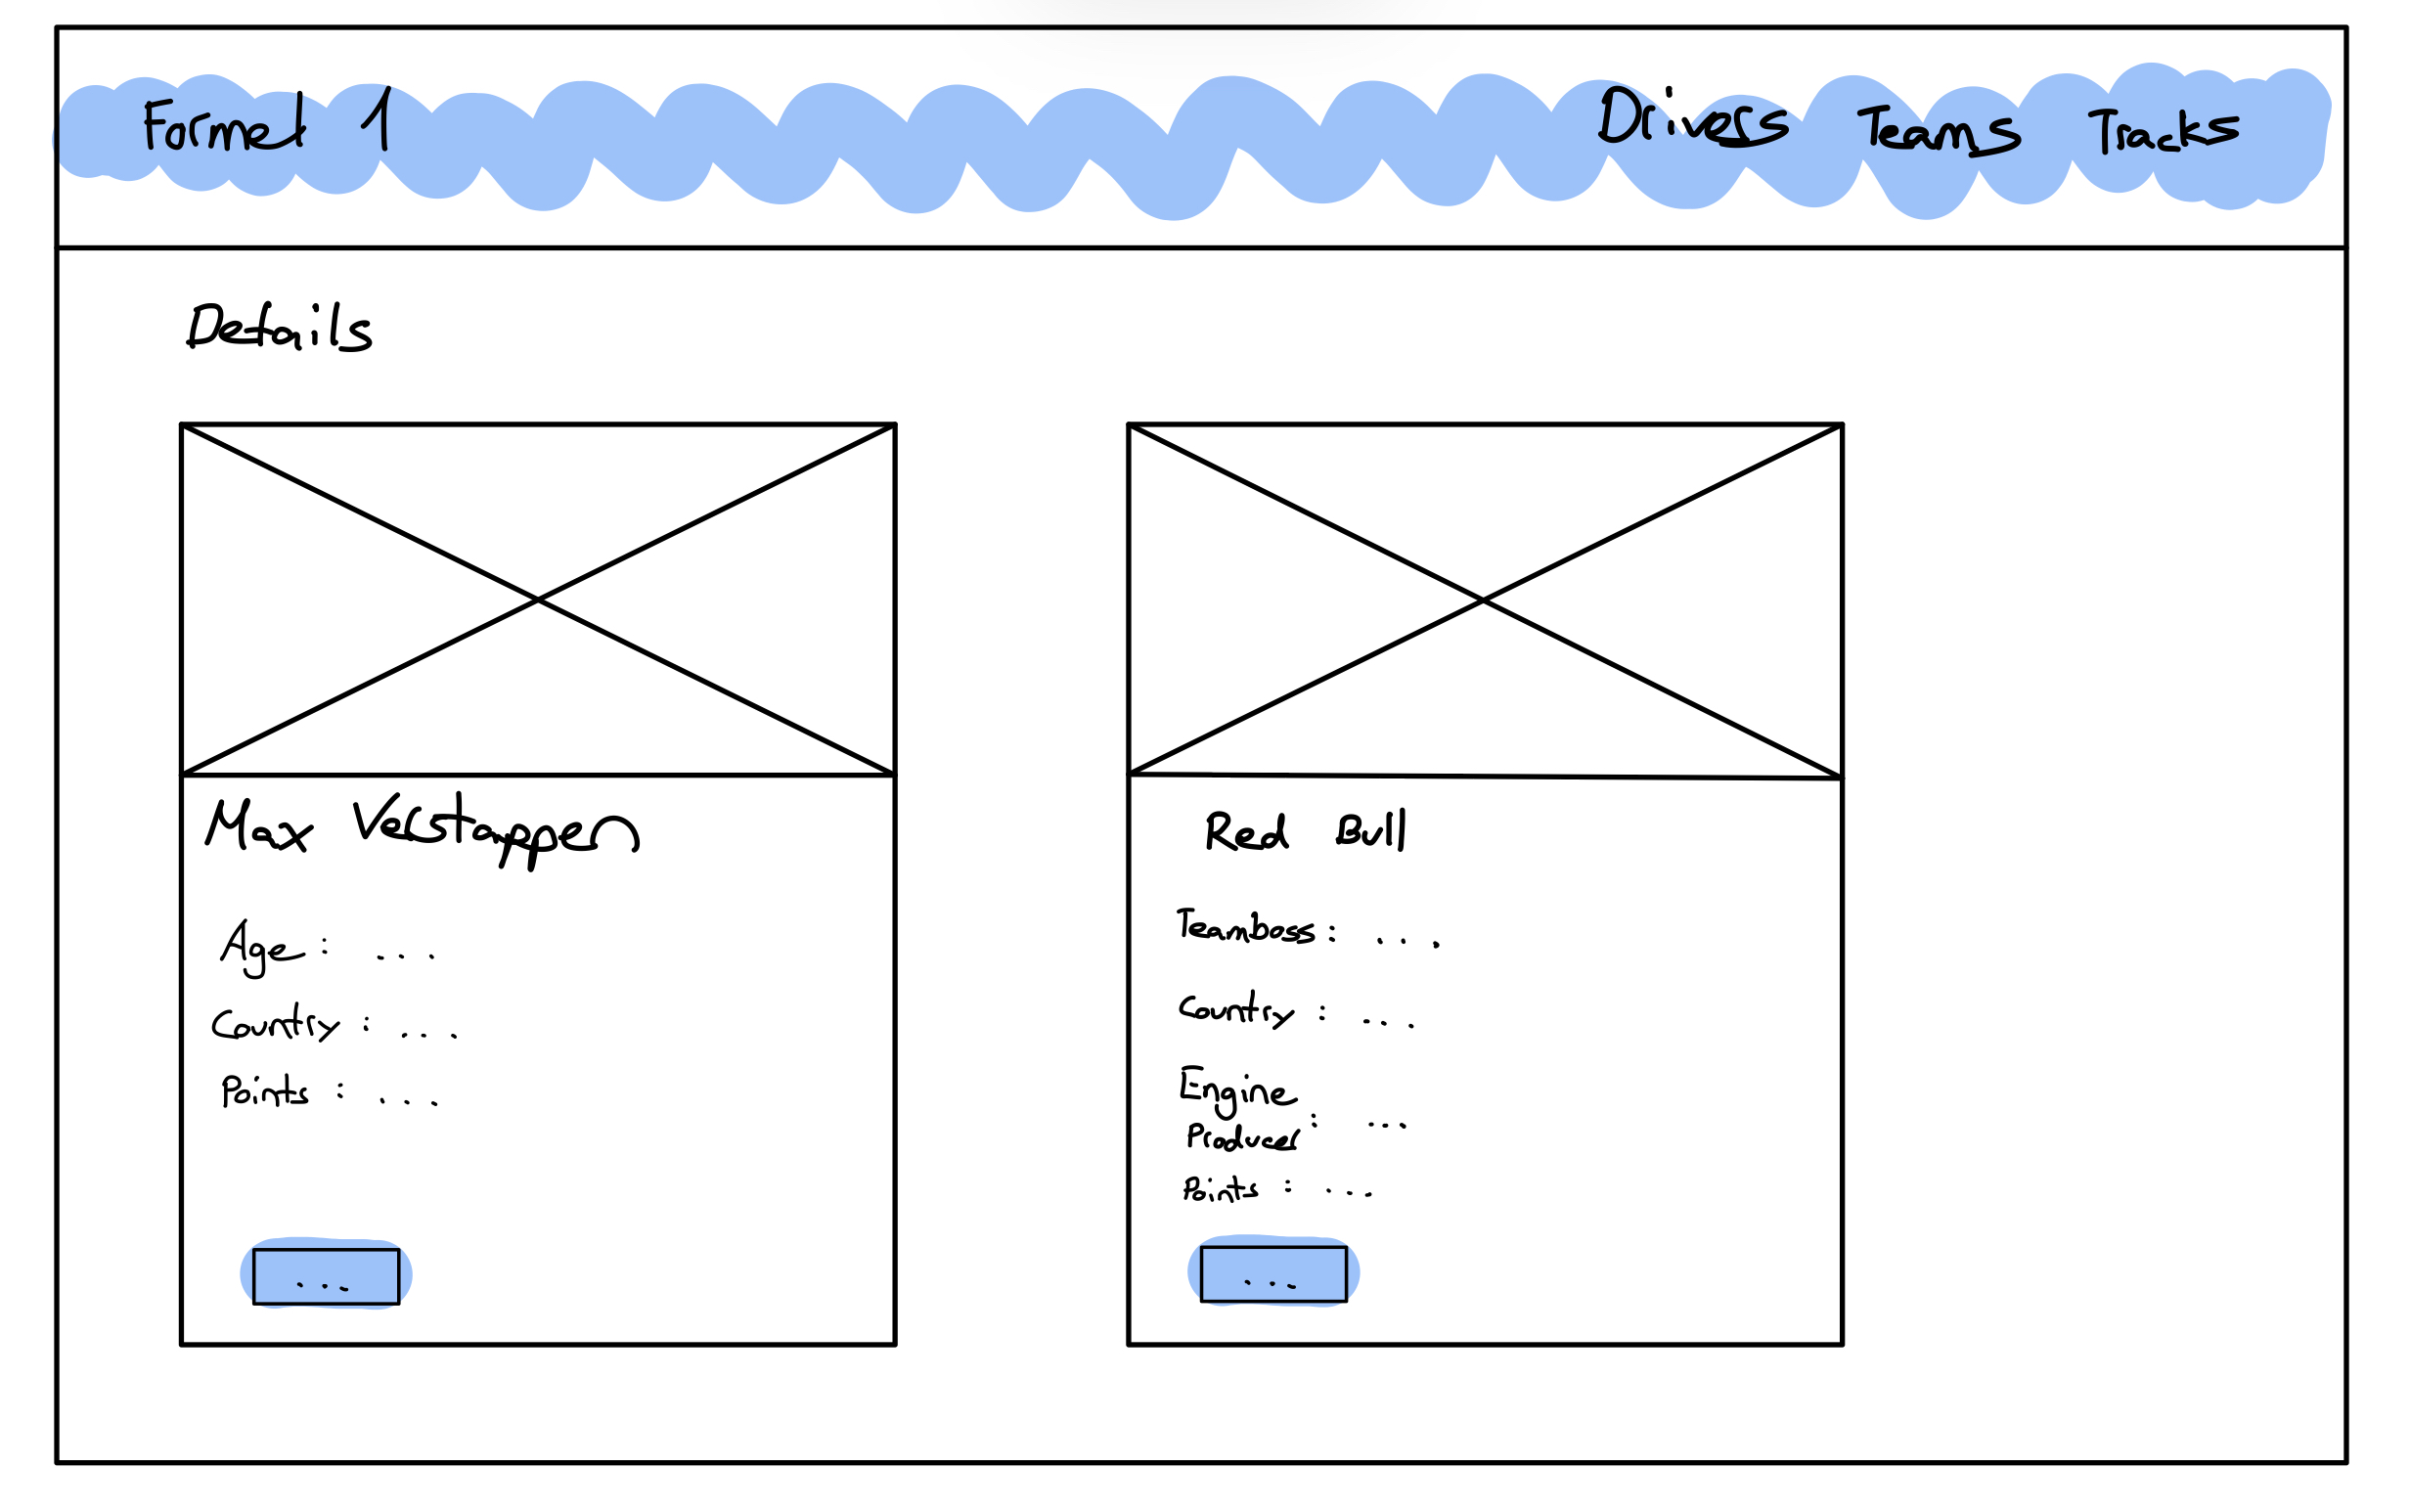 Formel 1 Drivers Teams Tracks
Details
Max Verstappen
Age : ...
Country : ...
Points : ...
...
Red Bull
Teamboss : ...
Country : ...
Engine
Producer : ...
Points : ...
...